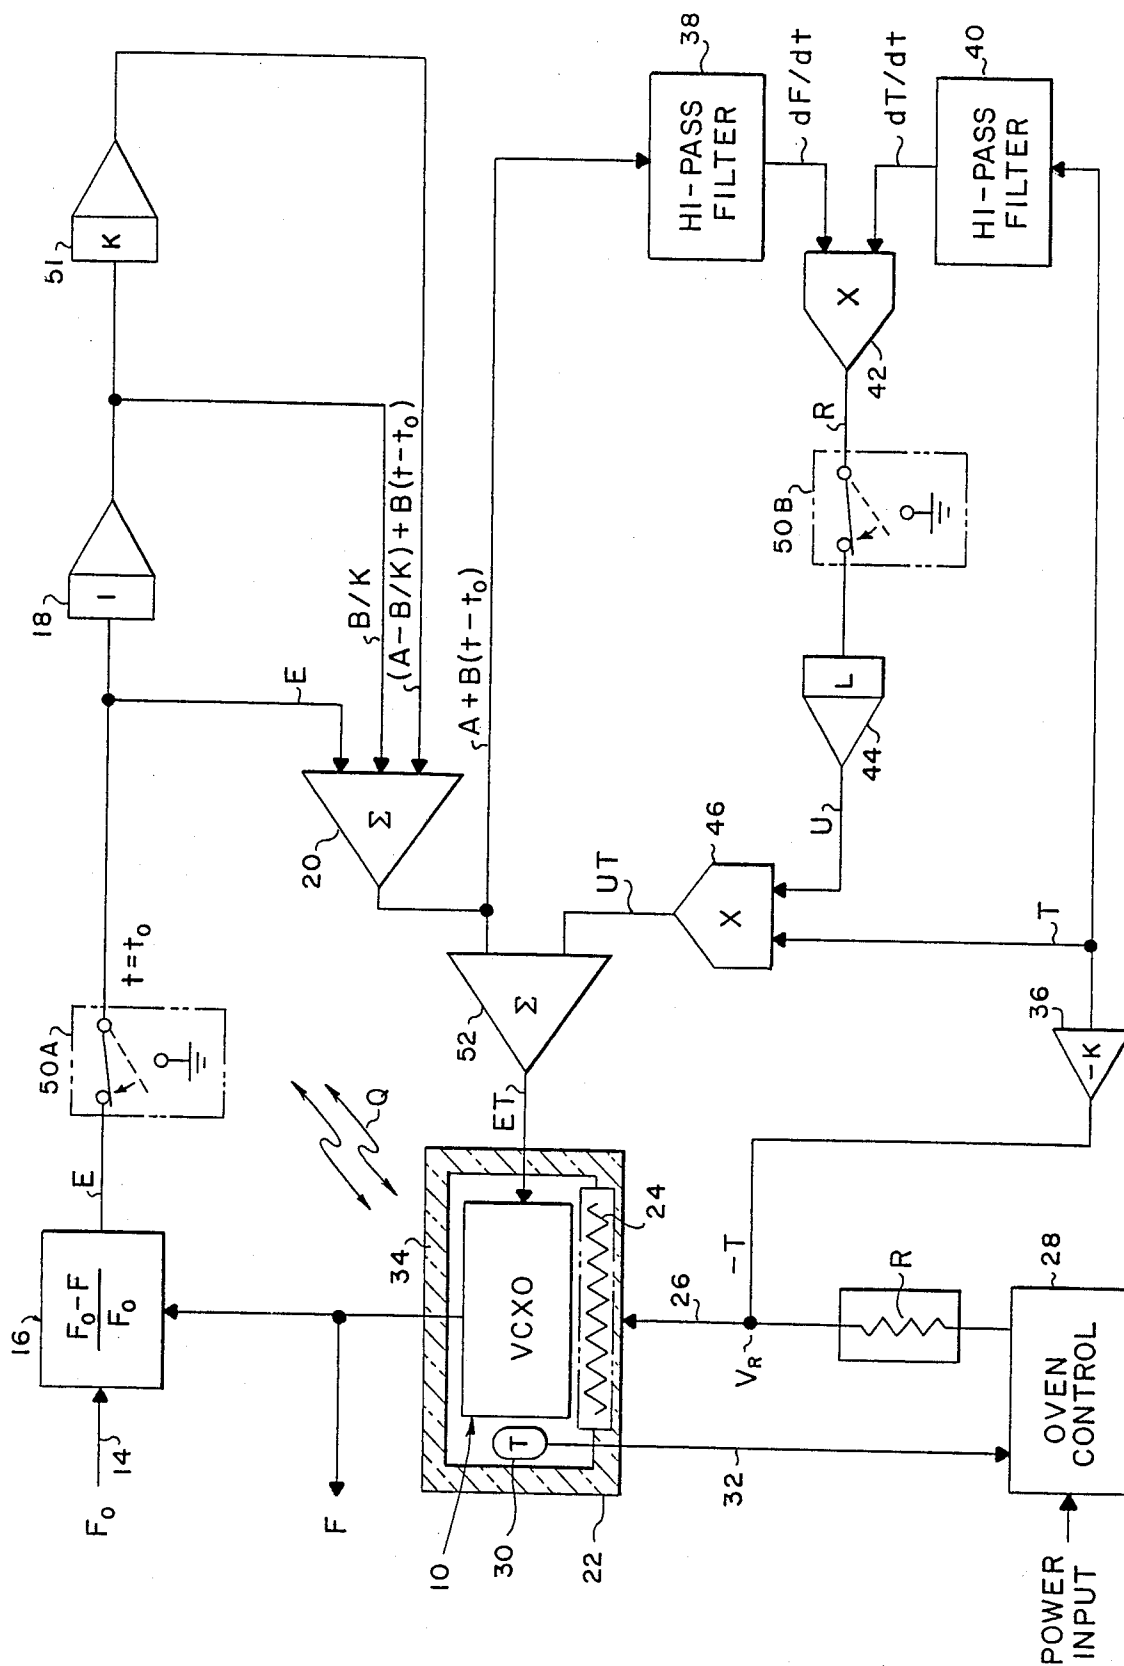 F₀
14
16
F₀-F
F₀
E
50A
t=t₀
18
I
51
K
E
B/K
(A-B/K)+B(t-t₀)
20
Σ
A+B(t-t₀)
38
HI-PASS
FILTER
dF/dt
dT/dt
40
HI-PASS
FILTER
X
42
R
50B
L
44
U
46
X
UT
52
Σ
ET
Q
F
34
VCXO
10
T
30
22
24
26
32
V_R
-T
-K
36
T
R
28
OVEN
CONTROL
POWER
INPUT